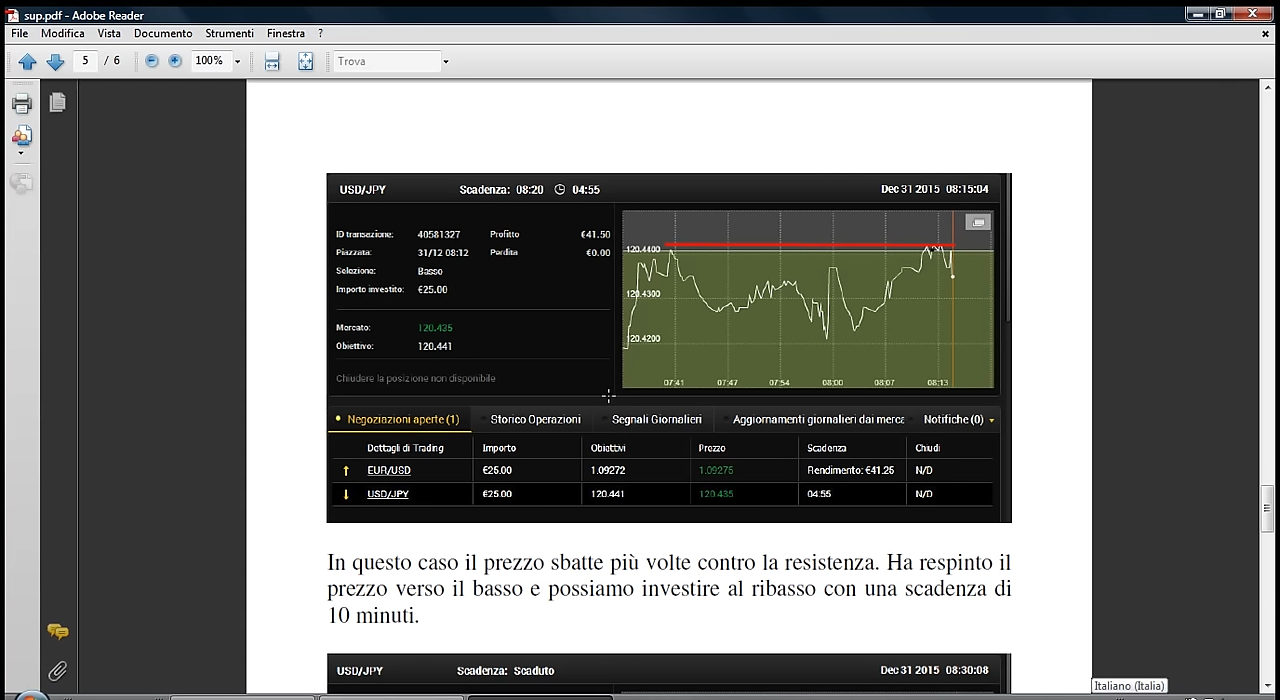 sup.pdf - Adobe Reader
File Modifica Vista Documento Strumenti Finestra ?
5 / 6 100% Trova
USD/JPY Scadenza: 08:20 04:55 Dec 31 2015 08:15:04
ID transazione: 40581327 Profitto €41.50
Piazzata: 31/12 08:12 Perdita €0.00
Selezione: Basso
Importo investito: €25.00
Mercato: 120.435
Obiettivo: 120.441
Chiudere la posizione non disponibile
120.4400
120.4300
120.4200
07:41 07:47 07:54 08:00 08:07 08:13
Negoziazioni aperte (1) Storico Operazioni Segnali Giornalieri Aggiornamenti giornalieri dai merca Notifiche (0)
Dettagli di Trading Importo Obiettivi Prezzo Scadenza Chiudi
EUR/USD €25.00 1.09272 1.09275 Rendimento: €41.25 N/D
USD/JPY €25.00 120.441 120.435 04:55 N/D
In questo caso il prezzo sbatte più volte contro la resistenza. Ha respinto il
prezzo verso il basso e possiamo investire al ribasso con una scadenza di
10 minuti.
USD/JPY Scadenza: Scaduto Dec 31 2015 08:30:08
Italiano (Italia)